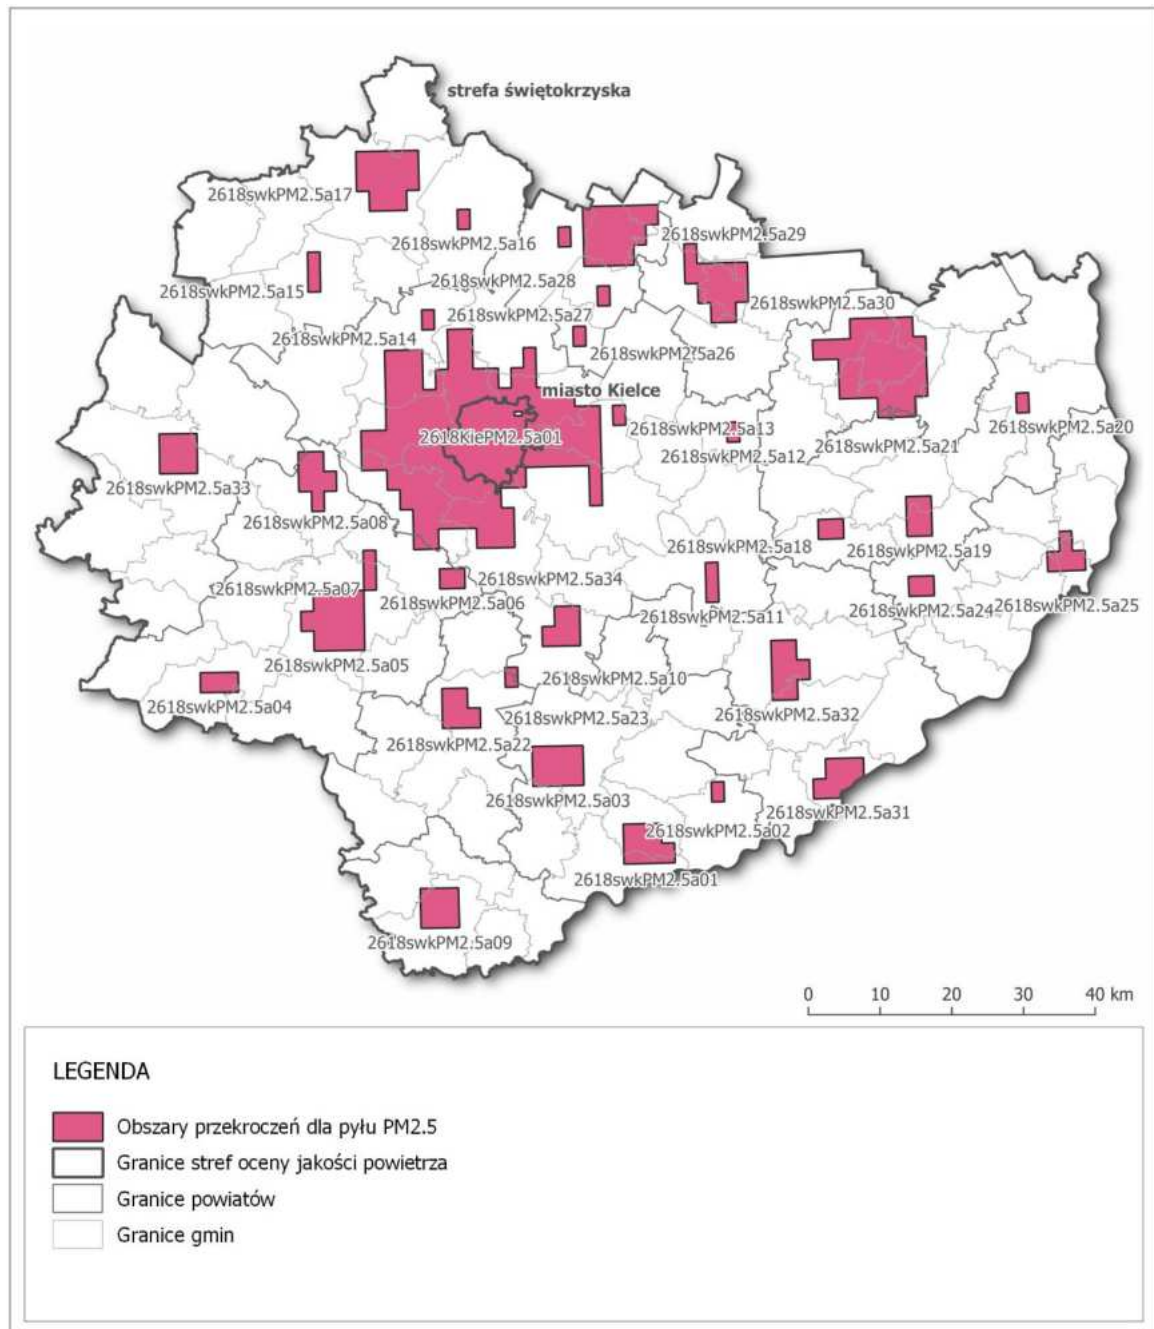 strefa świętokrzyska
2618swkPM2.5a17
2618swkPM2.5a16
2618swkPM2.5a29
2618swkPM2.5a28
2618swkPM2.5a15
2618swkPM2.5a30
2618swkPM2.5a27
2618swkPM2.5a14
2618swkPM2.5a26
miasto Kielce
2618swkPM2.5a13
2618swkPM2.5a20
2618KiePM2.5a01
2618swkPM2.5a21
2618swkPM2.5a12
2618swkPM2.5a33
2618swkPM2.5a08
2618swkPM2.5a18
2618swkPM2.5a19
2618swkPM2.5a34
2618swkPM2.5a07
2618swkPM2.5a06
2618swkPM2.5a25
2618swkPM2.5a24
2618swkPM2.5a11
2618swkPM2.5a05
2618swkPM2.5a10
2618swkPM2.5a04
2618swkPM2.5a32
2618swkPM2.5a23
2618swkPM2.5a22
2618swkPM2.5a03
2618swkPM2.5a31
2618swkPM2.5a02
2618swkPM2.5a01
2618swkPM2.5a09
0 10 20 30 40 km
LEGENDA
Obszary przekroczeń dla pyłu PM2.5
Granice stref oceny jakości powietrza
Granice powiatów
Granice gmin